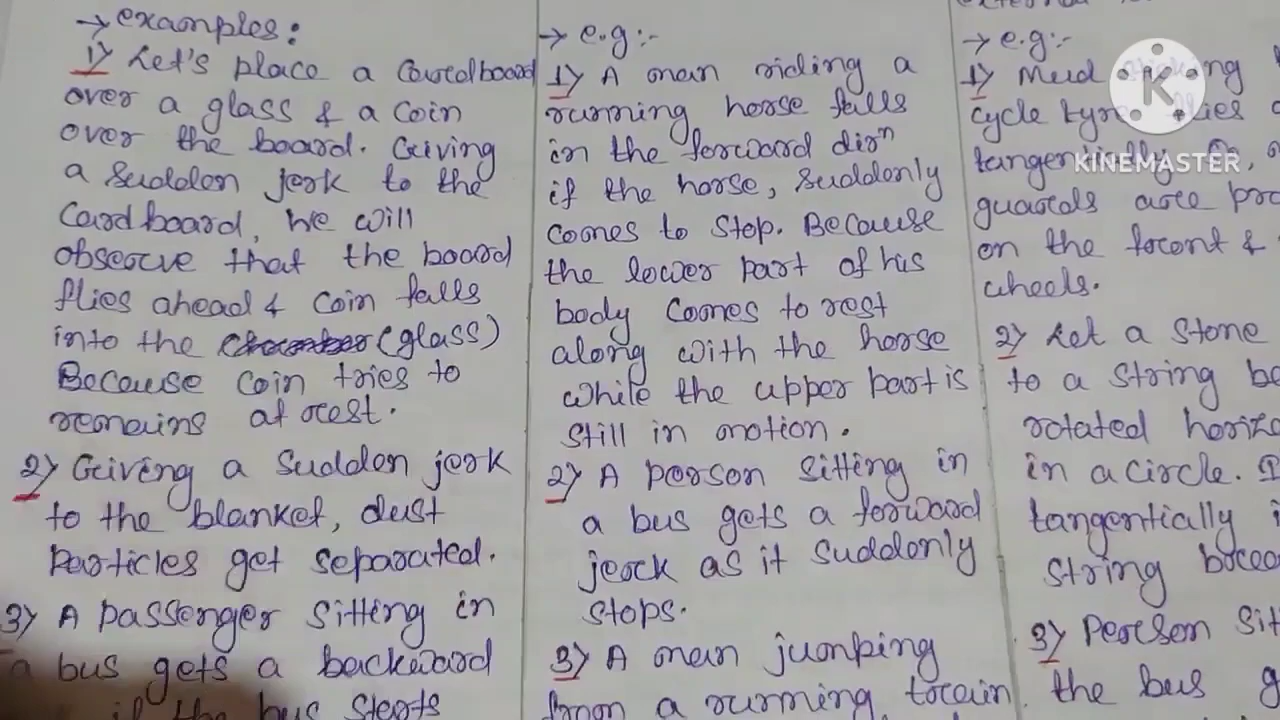 → examples:
1) Let's place a Cardboard
over a glass & a Coin
over the board. Giving
a Sudden jerk to the
Cardboard, we will
observe that the board
flies ahead & Coin falls
into the (glass)
Because Coin tries to
remains at rest.
2) Giving a Sudden jerk
to the blanket, dust
Particles get separated.
3) A Passenger Sitting in
a bus gets a backward
if the bus Starts
→ e.g:-
1) A man riding a
running horse falls
in the forward dirⁿ
if the horse, Suddenly
Comes to Stop. Because
the lower part of his
body Comes to rest
along with the horse
while the upper part is
Still in motion.
2) A person Sitting in
a bus gets a forward
jerk as it Suddenly
Stops.
3) A man jumping
from a running train
→ e.g:-
1) Mud
Cycle
tangentially
guards are
on the front &
wheels.
2) Let a Stone
to a String
rotated
in a Circle.
tangentially
String
3) Person
the bus
KINEMASTER